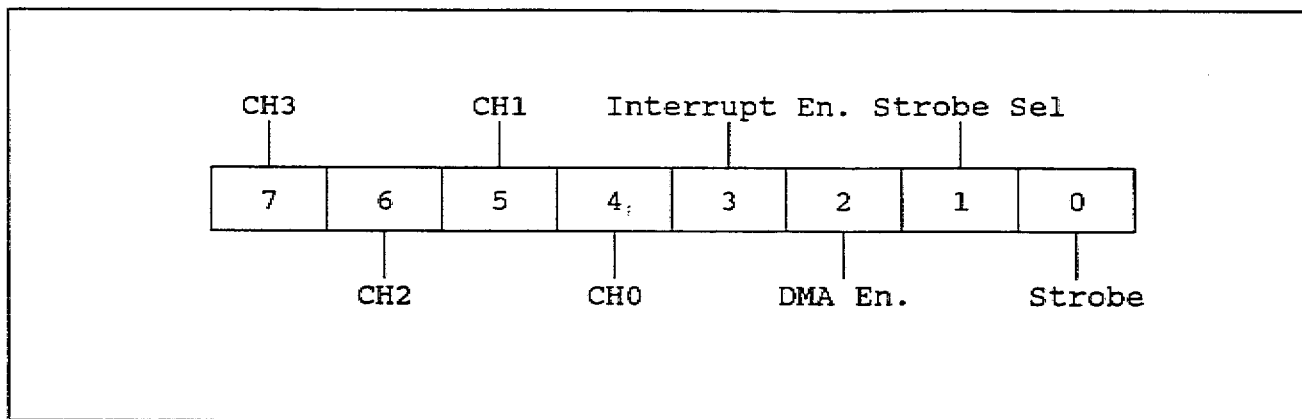 CH3 CH1 Interrupt En. Strobe Sel
7 6 5 4 3 2 1 0
CH2 CH0 DMA En. Strobe